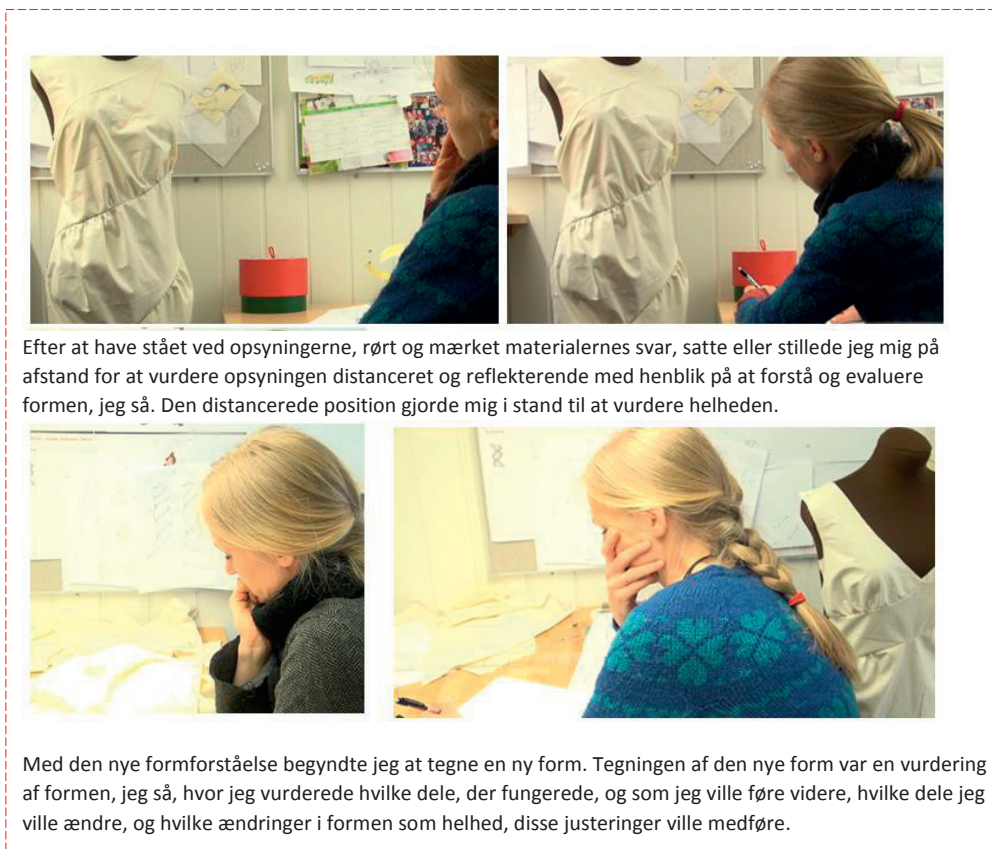 Efter at have stået ved opsyningerne, rørt og mærket materialernes svar, satte eller stillede jeg mig på
afstand for at vurdere opsyningen distanceret og reflekterende med henblik på at forstå og evaluere
formen, jeg så. Den distancerede position gjorde mig i stand til at vurdere helheden.
Med den nye formforståelse begyndte jeg at tegne en ny form. Tegningen af den nye form var en vurdering
af formen, jeg så, hvor jeg vurderede hvilke dele, der fungerede, og som jeg ville føre videre, hvilke dele jeg
ville ændre, og hvilke ændringer i formen som helhed, disse justeringer ville medføre.